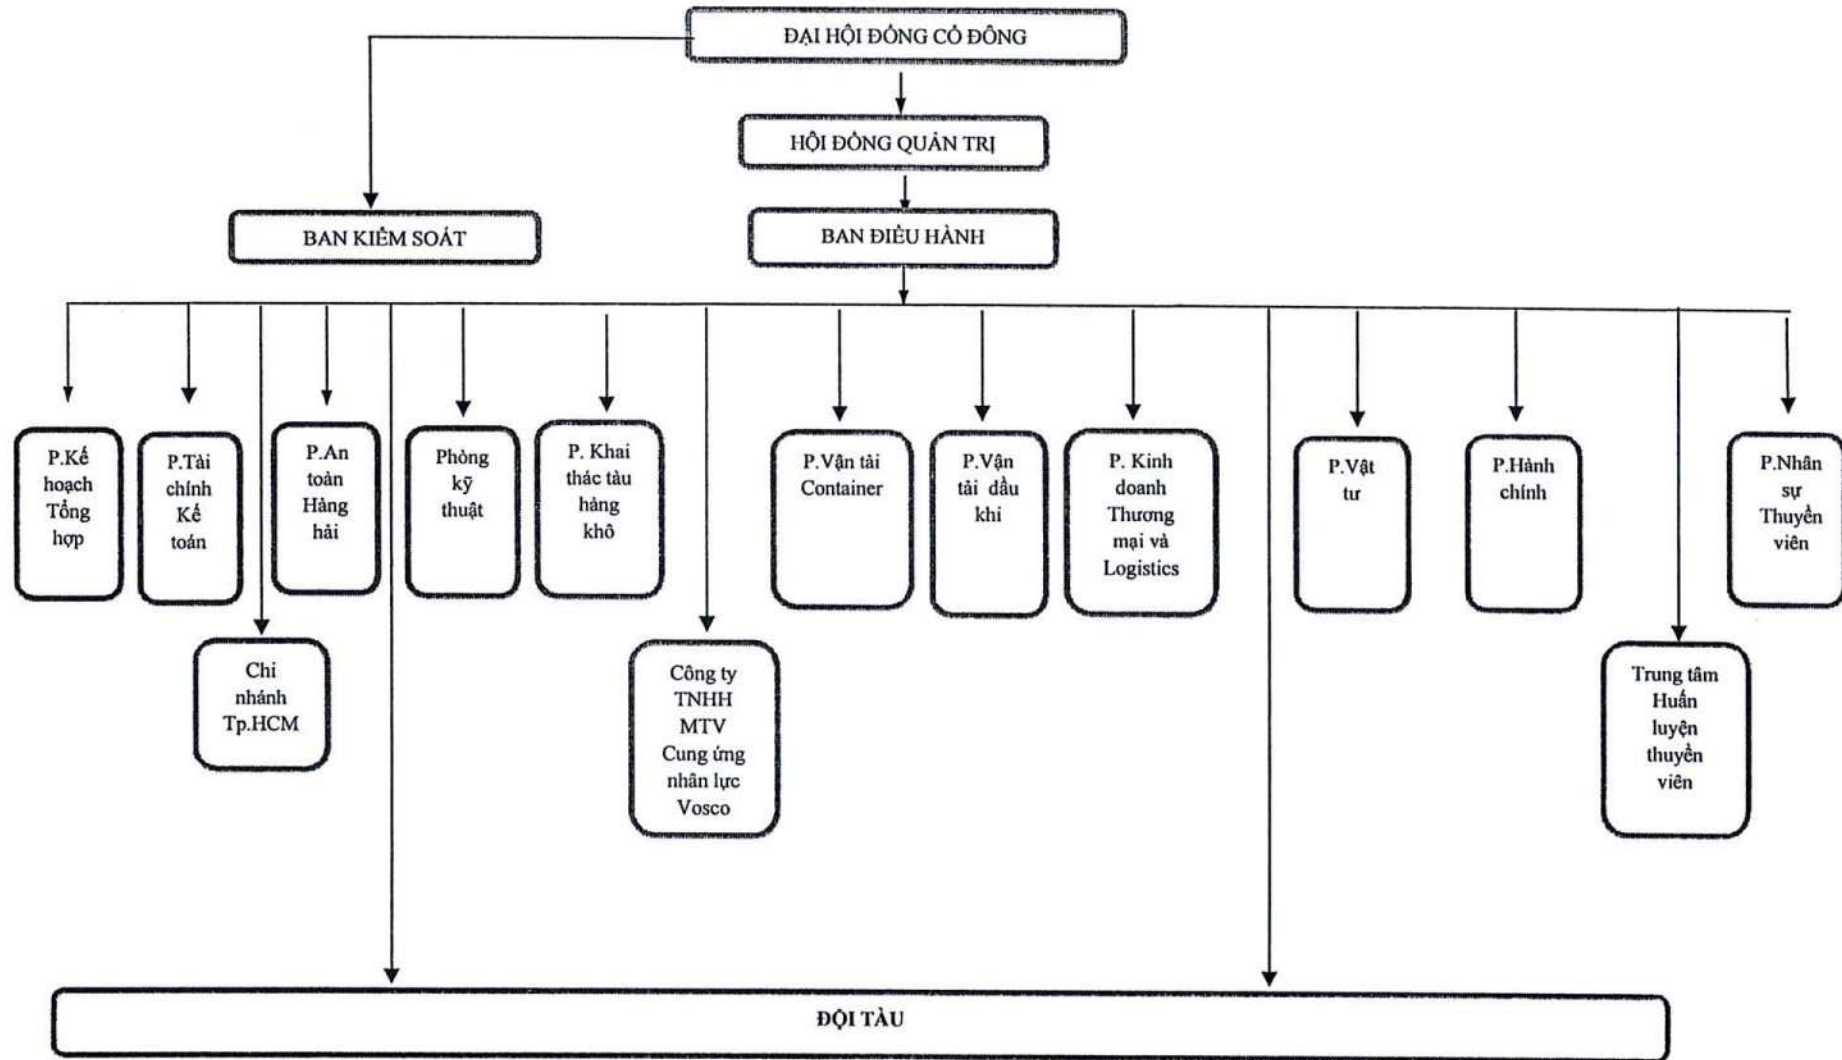 ĐẠI HỘI ĐỒNG CỔ ĐÔNG
HỘI ĐỒNG QUẢN TRỊ
BAN KIỂM SOÁT
BAN ĐIỀU HÀNH
P.Kế
hoạch
Tổng
hợp
P.Tài
chính
Kế
toán
P.An
toàn
Hàng
hải
Phòng
kỹ
thuật
P. Khai
thác tàu
hàng
khô
P.Vận tải
Container
P.Vận
tải dầu
khí
P. Kinh
doanh
Thương
mại và
Logistics
P.Vật
tư
P.Hành
chính
P.Nhân
sự
Thuyền
viên
Chi
nhánh
Tp.HCM
Công ty
TNHH
MTV
Cung ứng
nhân lực
Vosco
Trung tâm
Huấn
luyện
thuyền
viên
ĐỘI TÀU